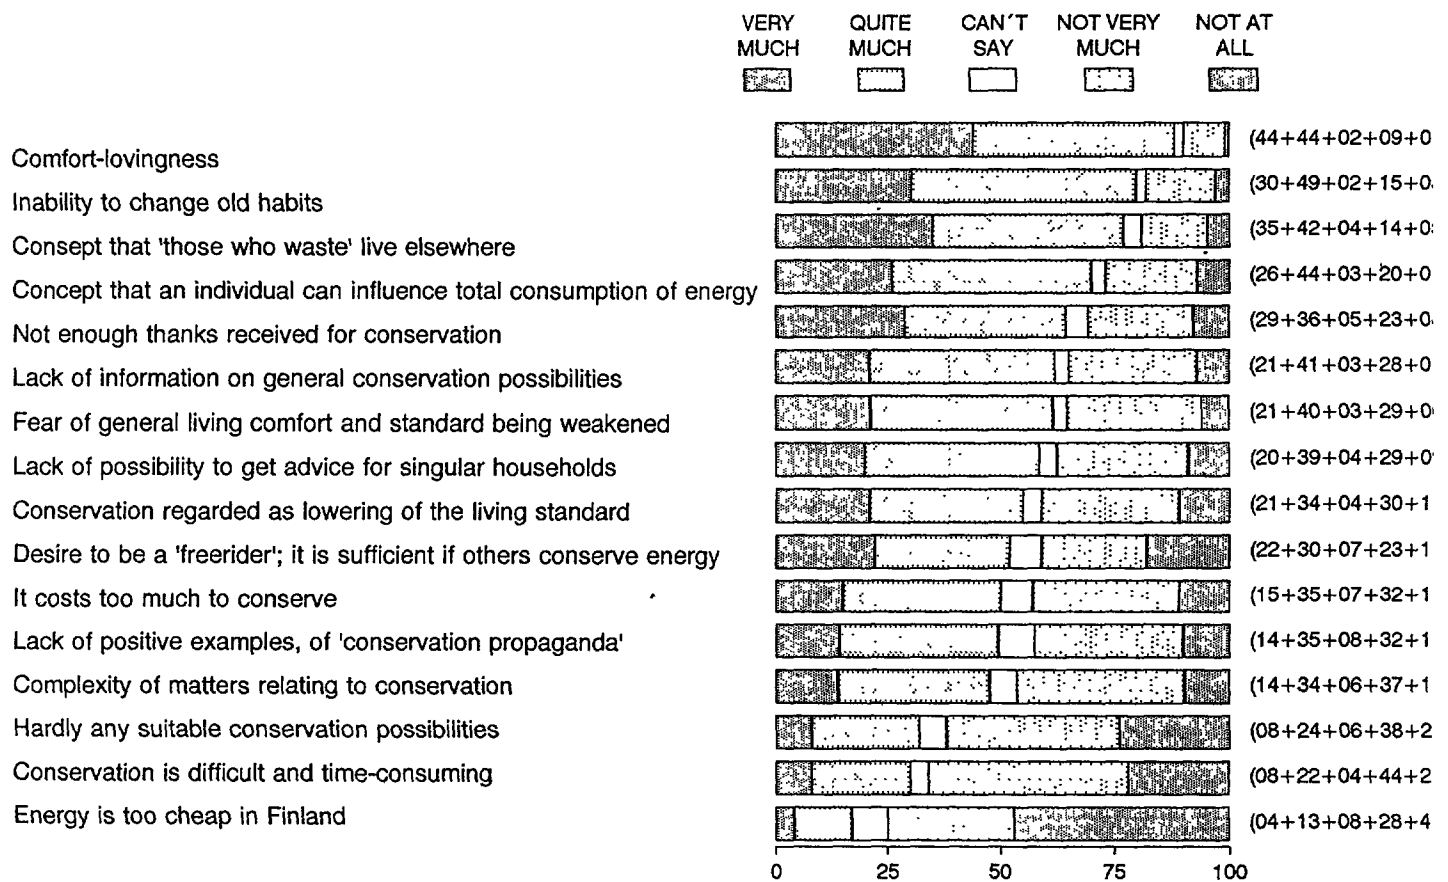 VERY MUCH QUITE MUCH CAN'T SAY NOT VERY MUCH NOT AT ALL
Comfort-lovingness (44+44+02+09+0
Inability to change old habits (30+49+02+15+0
Consept that 'those who waste' live elsewhere (35+42+04+14+0
Concept that an individual can influence total consumption of energy (26+44+03+20+0
Not enough thanks received for conservation (29+36+05+23+0
Lack of information on general conservation possibilities (21+41+03+28+0
Fear of general living comfort and standard being weakened (21+40+03+29+0
Lack of possibility to get advice for singular households (20+39+04+29+0
Conservation regarded as lowering of the living standard (21+34+04+30+1
Desire to be a 'freerider'; it is sufficient if others conserve energy (22+30+07+23+1
It costs too much to conserve (15+35+07+32+1
Lack of positive examples, of 'conservation propaganda' (14+35+08+32+1
Complexity of matters relating to conservation (14+34+06+37+1
Hardly any suitable conservation possibilities (08+24+06+38+2
Conservation is difficult and time-consuming (08+22+04+44+2
Energy is too cheap in Finland (04+13+08+28+4
0 25 50 75 100